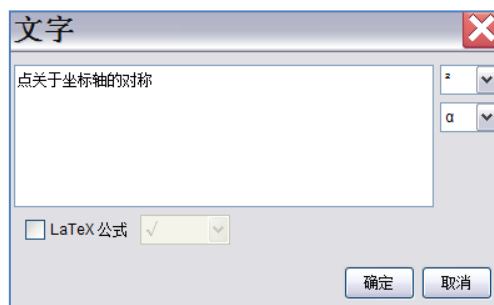 文字
点关于坐标轴的对称
²
α
LaTeX 公式 √
确定 取消